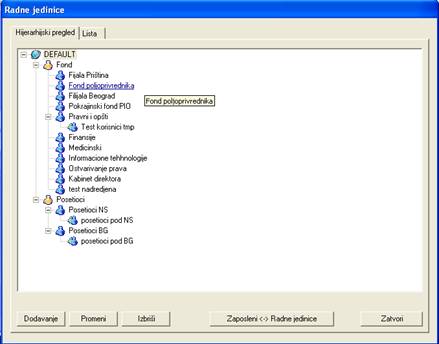 Radne jedinice
Hijerarhijski pregled Lista
DEFAULT
Fond
Fijala Priština
Fond poljoprivrednika
Filijala Beograd
Fond poljoprivrednika
Pokrajinski fond PIO
Pravni i opšti
Test korisnici tmp
Finansije
Medicinski
Informacione tehhnologije
Ostvarivanje prava
Kabinet direktora
test nadredjena
Posetioci
Posetioci NS
posetioci pod NS
Posetioci BG
posetioci pod BG
Dodavanje Promeni Izbriši Zaposleni <-> Radne jedinice Zatvori